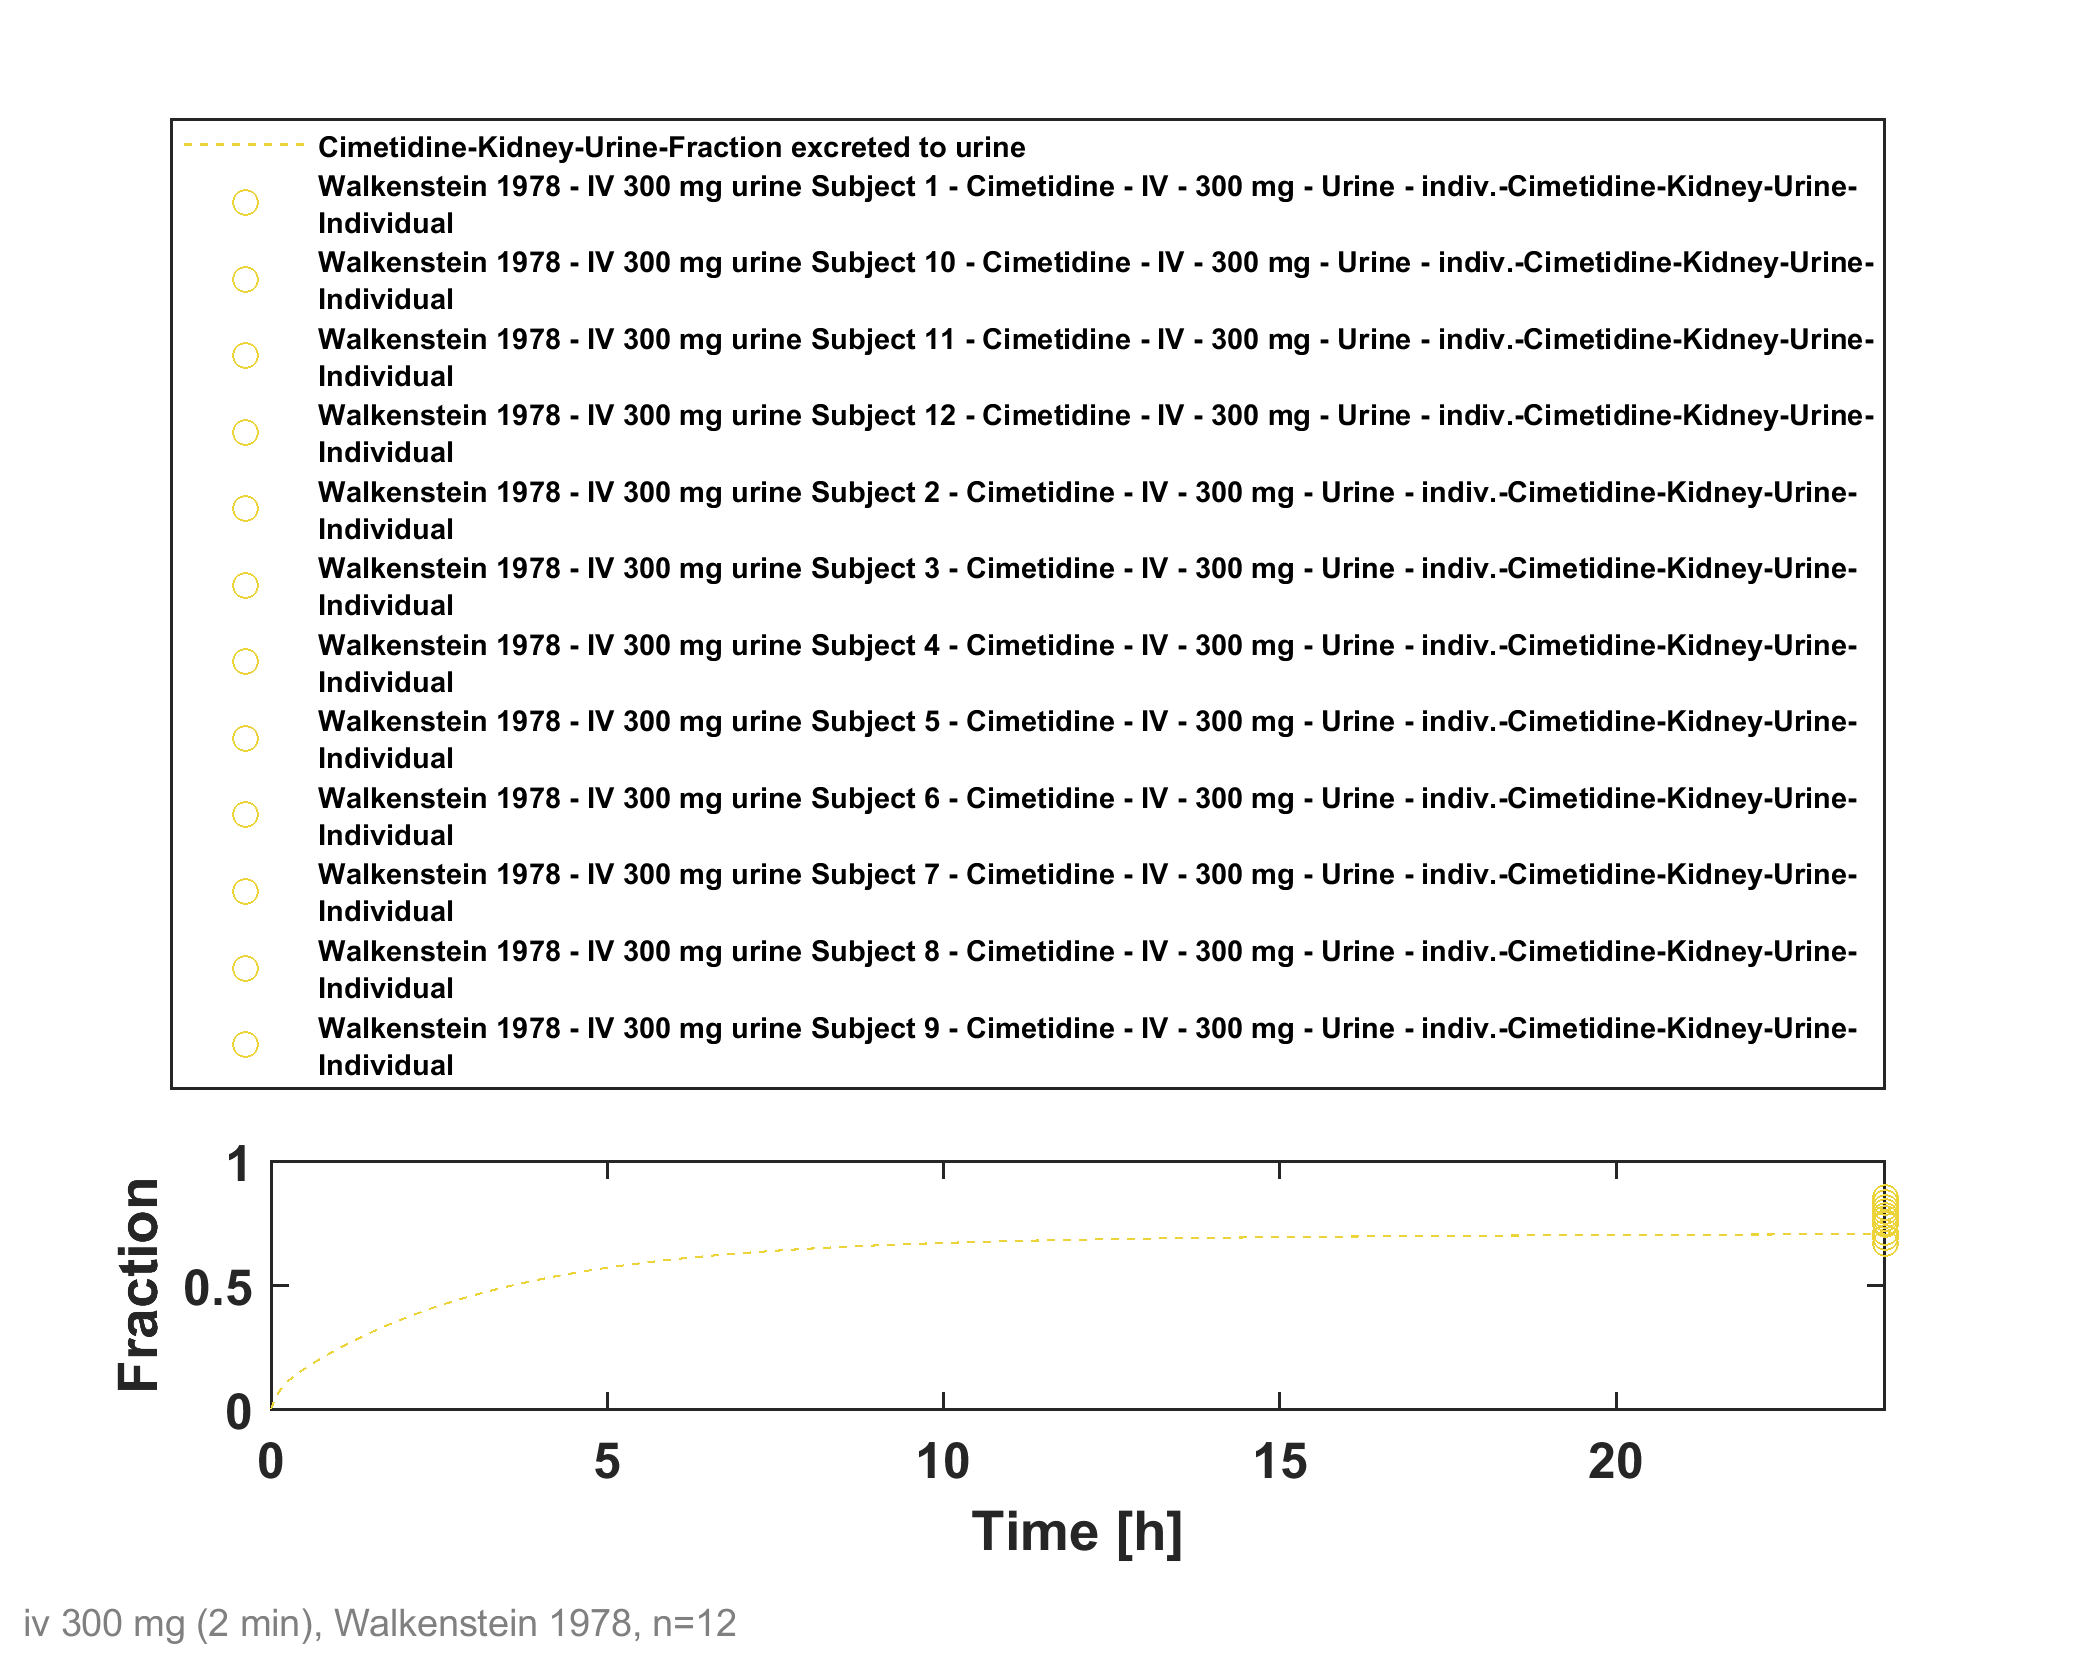 Cimetidine-Kidney-Urine-Fraction excreted to urine
Walkenstein 1978 - IV 300 mg urine Subject 1 - Cimetidine - IV - 300 mg - Urine - indiv.-Cimetidine-Kidney-Urine-
Individual
Walkenstein 1978 - IV 300 mg urine Subject 10 - Cimetidine - IV - 300 mg - Urine - indiv.-Cimetidine-Kidney-Urine-
Individual
Walkenstein 1978 - IV 300 mg urine Subject 11 - Cimetidine - IV - 300 mg - Urine - indiv.-Cimetidine-Kidney-Urine-
Individual
Walkenstein 1978 - IV 300 mg urine Subject 12 - Cimetidine - IV - 300 mg - Urine - indiv.-Cimetidine-Kidney-Urine-
Individual
Walkenstein 1978 - IV 300 mg urine Subject 2 - Cimetidine - IV - 300 mg - Urine - indiv.-Cimetidine-Kidney-Urine-
Individual
Walkenstein 1978 - IV 300 mg urine Subject 3 - Cimetidine - IV - 300 mg - Urine - indiv.-Cimetidine-Kidney-Urine-
Individual
Walkenstein 1978 - IV 300 mg urine Subject 4 - Cimetidine - IV - 300 mg - Urine - indiv.-Cimetidine-Kidney-Urine-
Individual
Walkenstein 1978 - IV 300 mg urine Subject 5 - Cimetidine - IV - 300 mg - Urine - indiv.-Cimetidine-Kidney-Urine-
Individual
Walkenstein 1978 - IV 300 mg urine Subject 6 - Cimetidine - IV - 300 mg - Urine - indiv.-Cimetidine-Kidney-Urine-
Individual
Walkenstein 1978 - IV 300 mg urine Subject 7 - Cimetidine - IV - 300 mg - Urine - indiv.-Cimetidine-Kidney-Urine-
Individual
Walkenstein 1978 - IV 300 mg urine Subject 8 - Cimetidine - IV - 300 mg - Urine - indiv.-Cimetidine-Kidney-Urine-
Individual
Walkenstein 1978 - IV 300 mg urine Subject 9 - Cimetidine - IV - 300 mg - Urine - indiv.-Cimetidine-Kidney-Urine-
Individual
Fraction
1
0.5
0
0 5 10 15 20
Time [h]
iv 300 mg (2 min), Walkenstein 1978, n=12